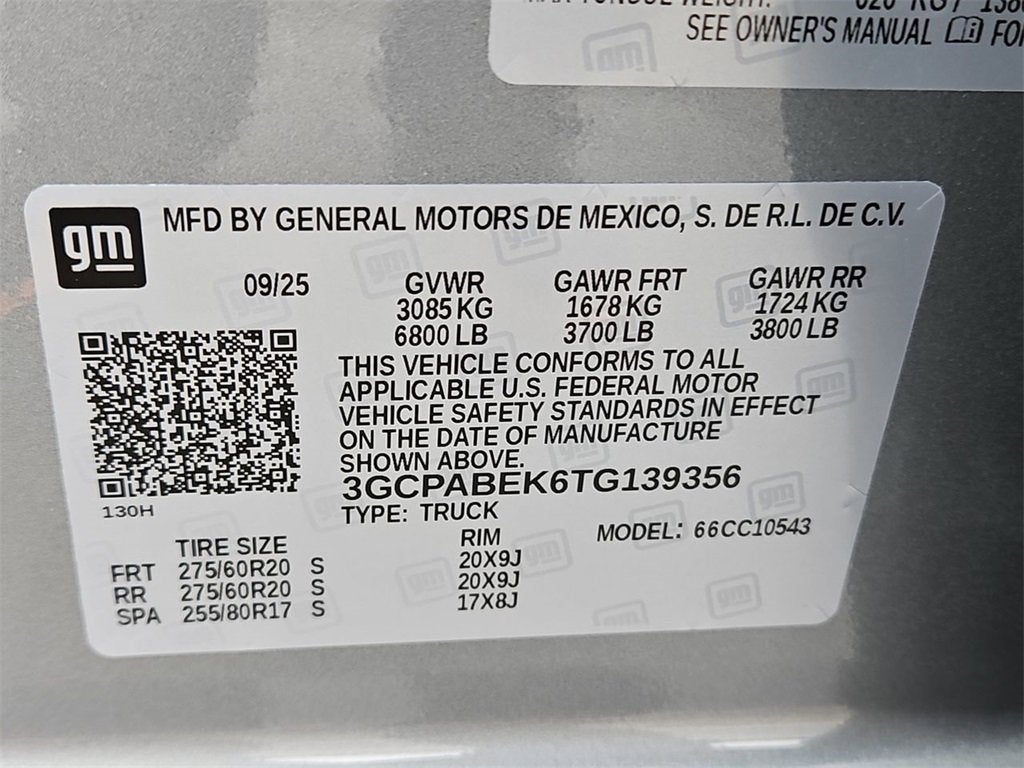 SEE OWNER'S MANUAL
gm
MFD BY GENERAL MOTORS DE MEXICO, S. DE R.L. DE C.V.
09/25 GVWR GAWR FRT GAWR RR
3085 KG 1678 KG 1724 KG
6800 LB 3700 LB 3800 LB
THIS VEHICLE CONFORMS TO ALL
APPLICABLE U.S. FEDERAL MOTOR
VEHICLE SAFETY STANDARDS IN EFFECT
ON THE DATE OF MANUFACTURE
SHOWN ABOVE.
3GCPABEK6TG139356
130H
TYPE: TRUCK
MODEL: 66CC10543
TIRE SIZE RIM
FRT 275/60R20 S 20X9J
RR 275/60R20 S 20X9J
SPA 255/80R17 S 17X8J